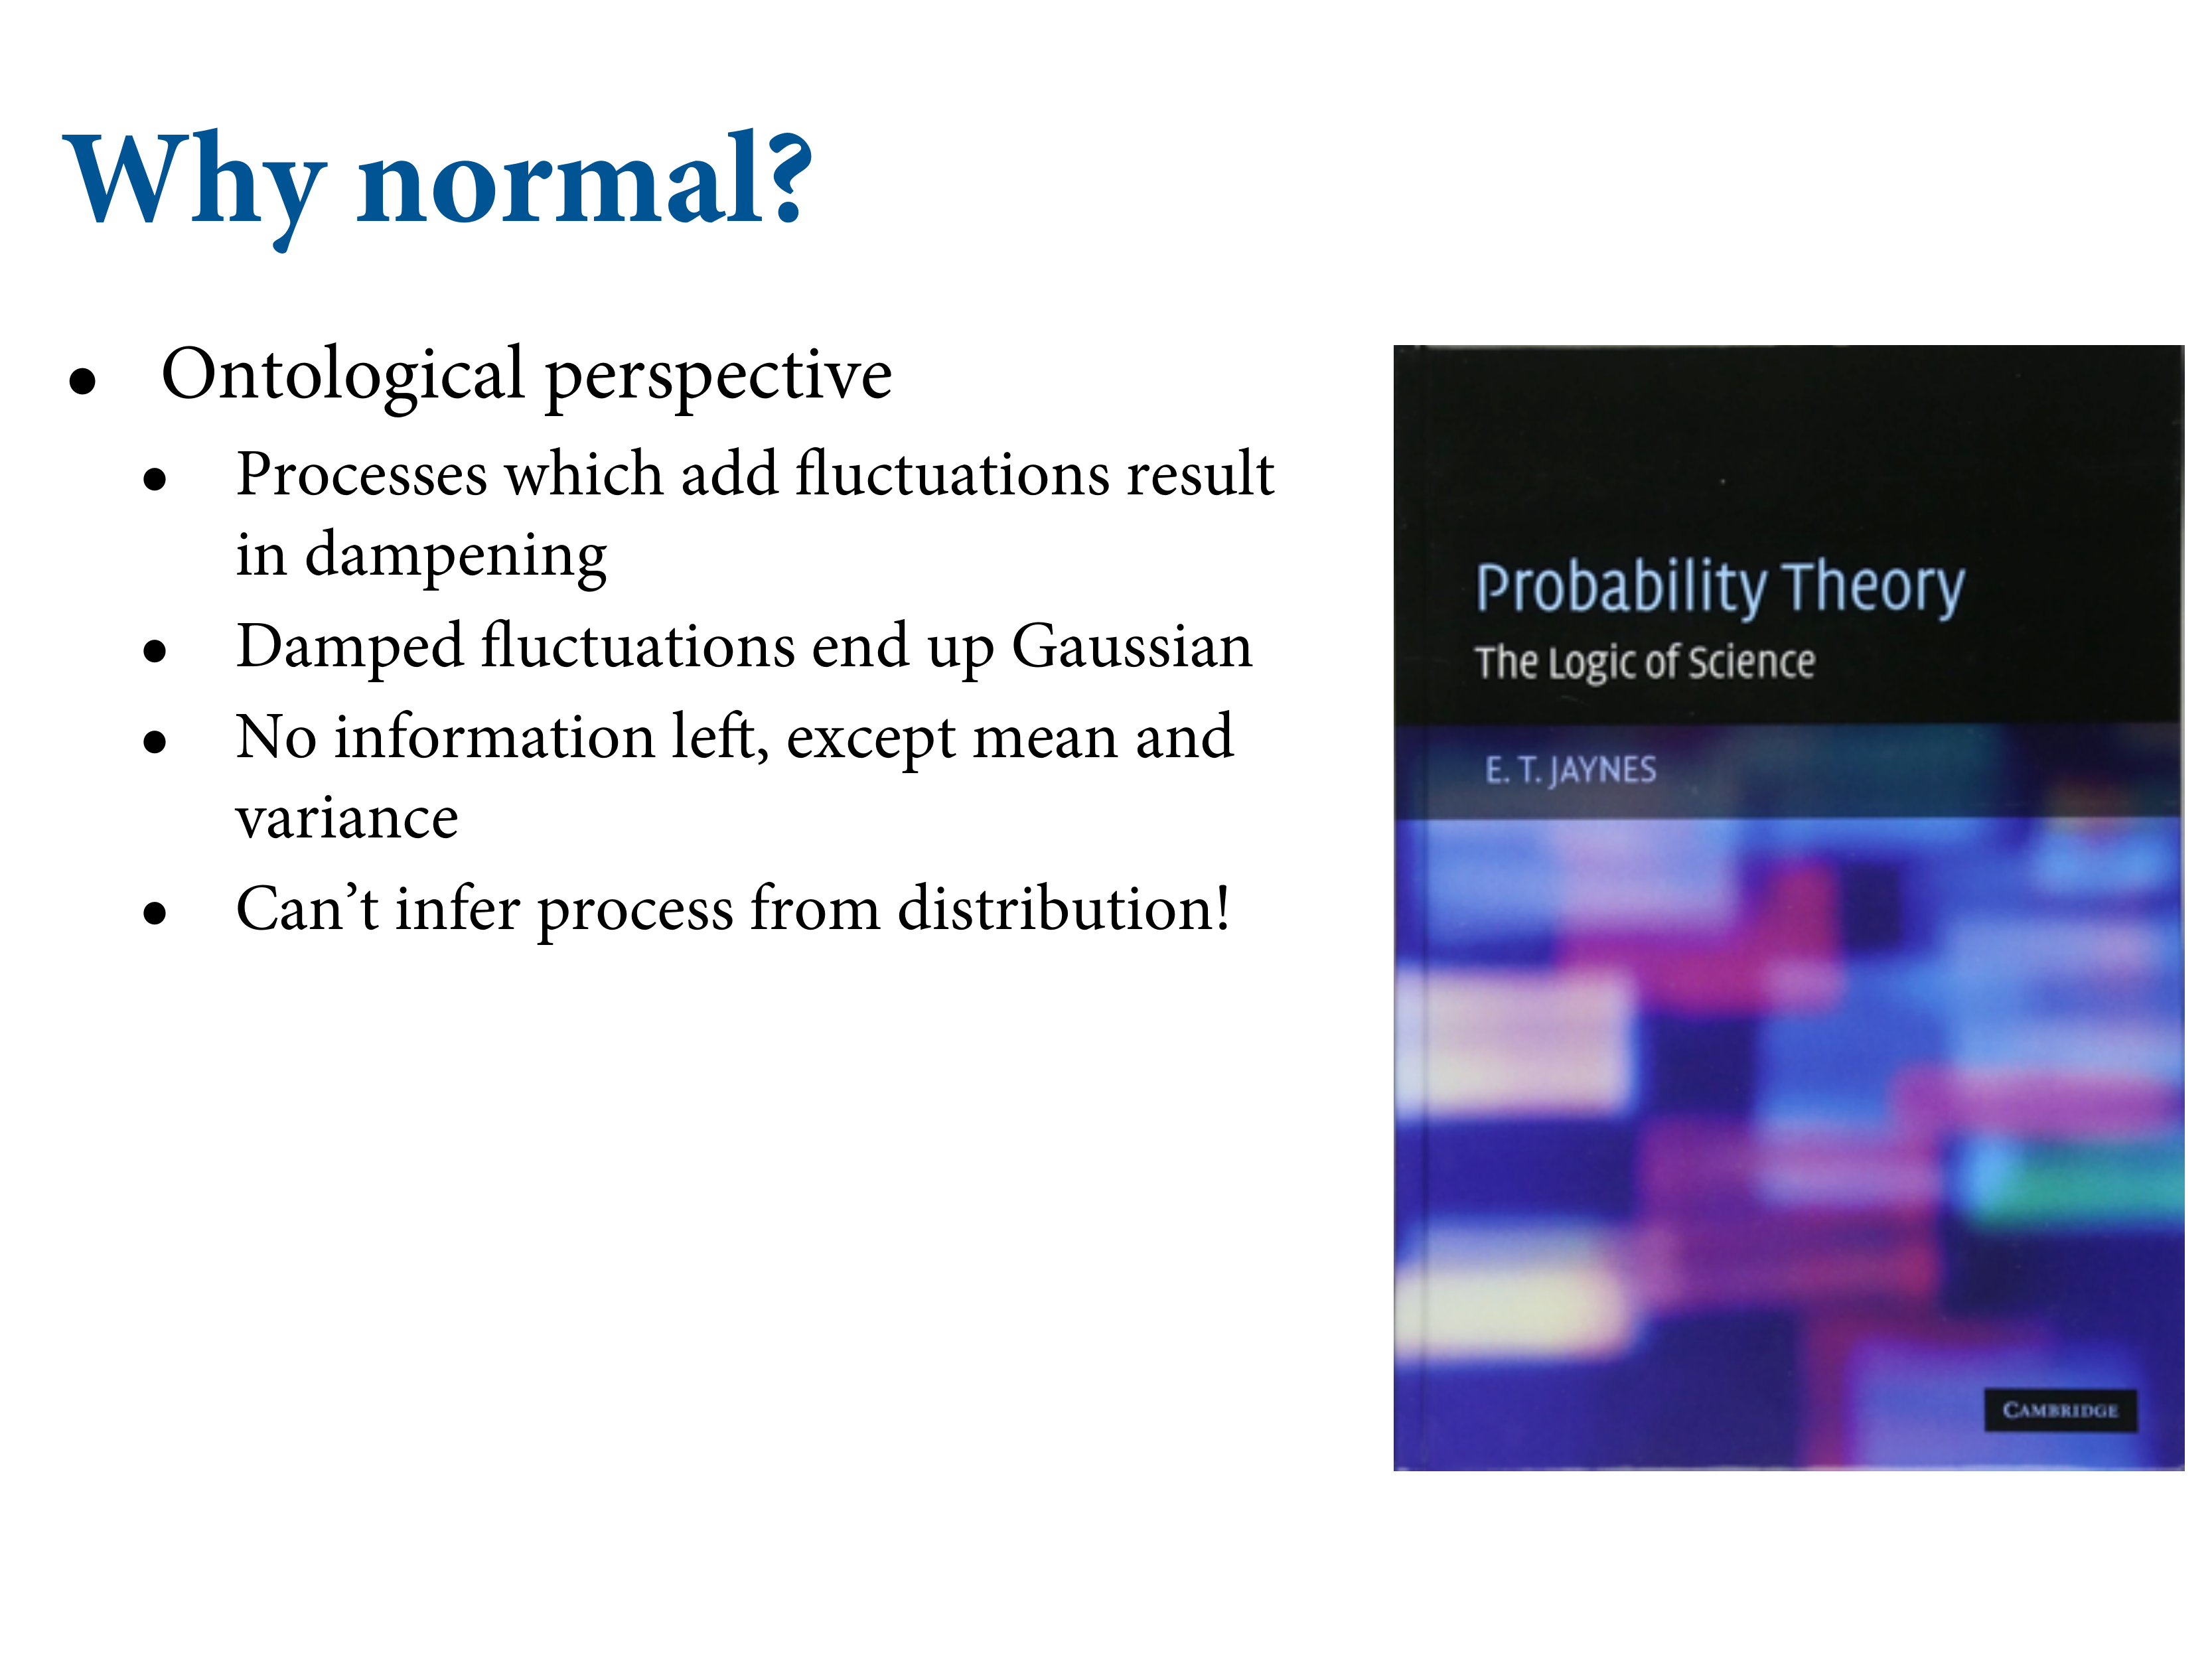 Why normal?
• Ontological perspective
• Processes which add fluctuations result
in dampening
• Damped fluctuations end up Gaussian
• No information left, except mean and
variance
• Can’t infer process from distribution!
Probability Theory
The Logic of Science
E. T. JAYNES
CAMBRIDGE